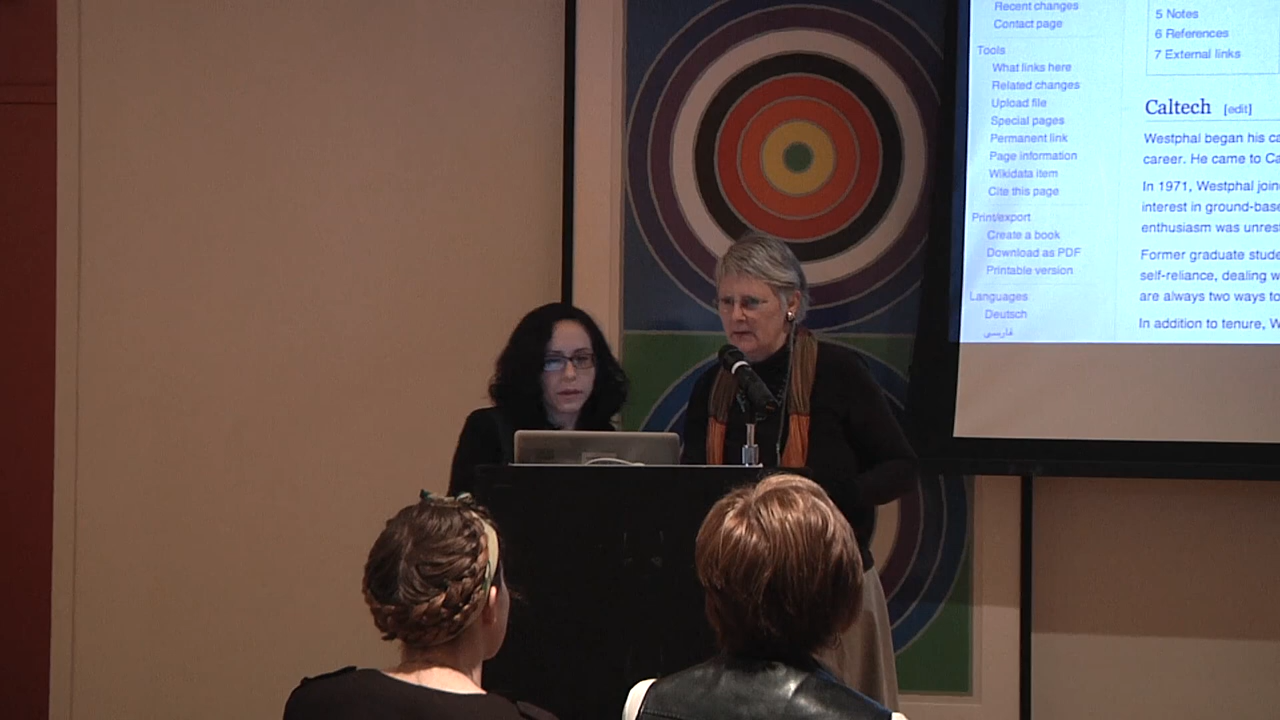 Recent changes
Contact page
Tools
What links here
Related changes
Upload file
Special pages
Permanent link
Page information
Wikidata item
Cite this page
Print/export
Create a book
Download as PDF
Printable version
Languages
Deutsch
فارسی
5 Notes
6 References
7 External links
Caltech [edit]
Westphal began his ca
career. He came to Ca
In 1971, Westphal join
interest in ground-base
enthusiasm was unres
Former graduate stude
self-reliance, dealing w
are always two ways to
In addition to tenure, W